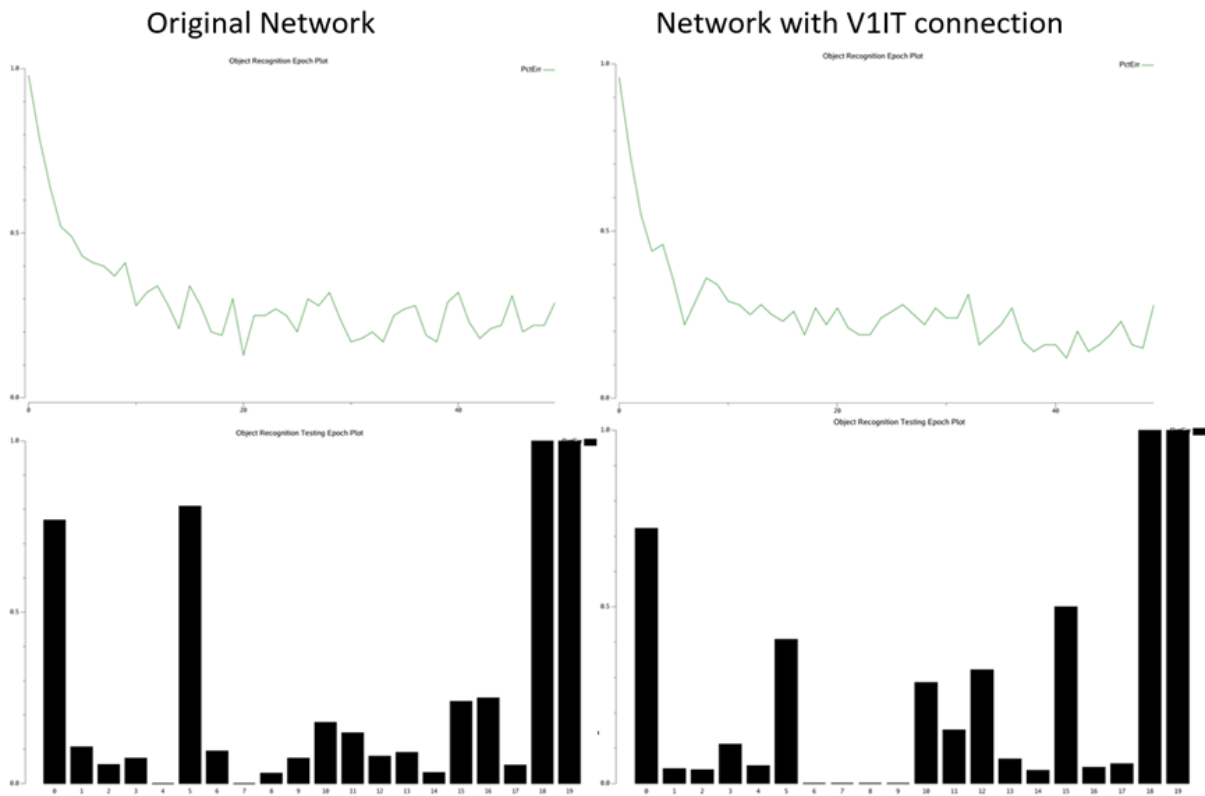 Original Network
Network with V1IT connection
Object Recognition Epoch Plot
PctErr
1.0
0.5
0.0
0 20 40
Object Recognition Epoch Plot
PctErr
1.0
0.5
0.0
0 20 40
Object Recognition Testing Epoch Plot
1.0
0.5
0.0
0 1 2 3 4 5 6 7 8 9 10 11 12 13 14 15 16 17 18 19
Object Recognition Testing Epoch Plot
1.0
0.5
0.0
0 1 2 3 4 5 6 7 8 9 10 11 12 13 14 15 16 17 18 19